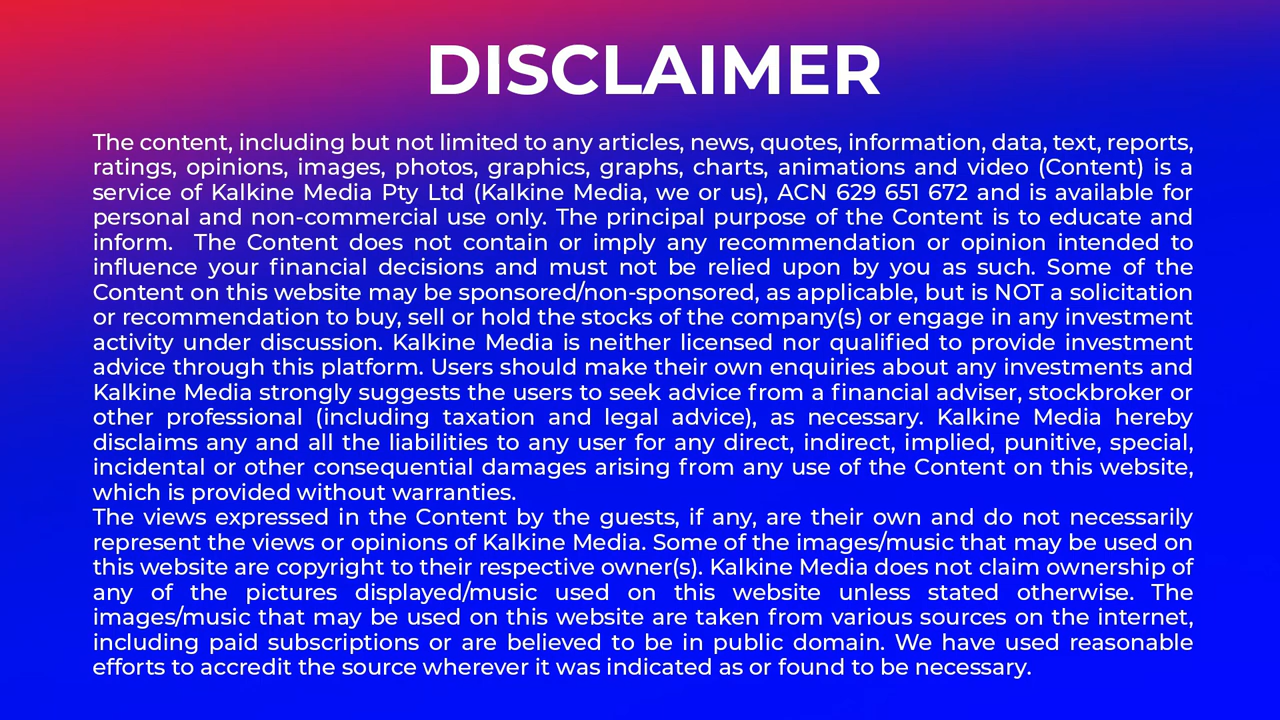 DISCLAIMER
The content, including but not limited to any articles, news, quotes, information, data, text, reports,
ratings, opinions, images, photos, graphics, graphs, charts, animations and video (Content) is a
service of Kalkine Media Pty Ltd (Kalkine Media, we or us), ACN 629 651 672 and is available for
personal and non-commercial use only. The principal purpose of the Content is to educate and
inform.  The Content does not contain or imply any recommendation or opinion intended to
influence your financial decisions and must not be relied upon by you as such. Some of the
Content on this website may be sponsored/non-sponsored, as applicable, but is NOT a solicitation
or recommendation to buy, sell or hold the stocks of the company(s) or engage in any investment
activity under discussion. Kalkine Media is neither licensed nor qualified to provide investment
advice through this platform. Users should make their own enquiries about any investments and
Kalkine Media strongly suggests the users to seek advice from a financial adviser, stockbroker or
other professional (including taxation and legal advice), as necessary. Kalkine Media hereby
disclaims any and all the liabilities to any user for any direct, indirect, implied, punitive, special,
incidental or other consequential damages arising from any use of the Content on this website,
which is provided without warranties.
The views expressed in the Content by the guests, if any, are their own and do not necessarily
represent the views or opinions of Kalkine Media. Some of the images/music that may be used on
this website are copyright to their respective owner(s). Kalkine Media does not claim ownership of
any of the pictures displayed/music used on this website unless stated otherwise. The
images/music that may be used on this website are taken from various sources on the internet,
including paid subscriptions or are believed to be in public domain. We have used reasonable
efforts to accredit the source wherever it was indicated as or found to be necessary.